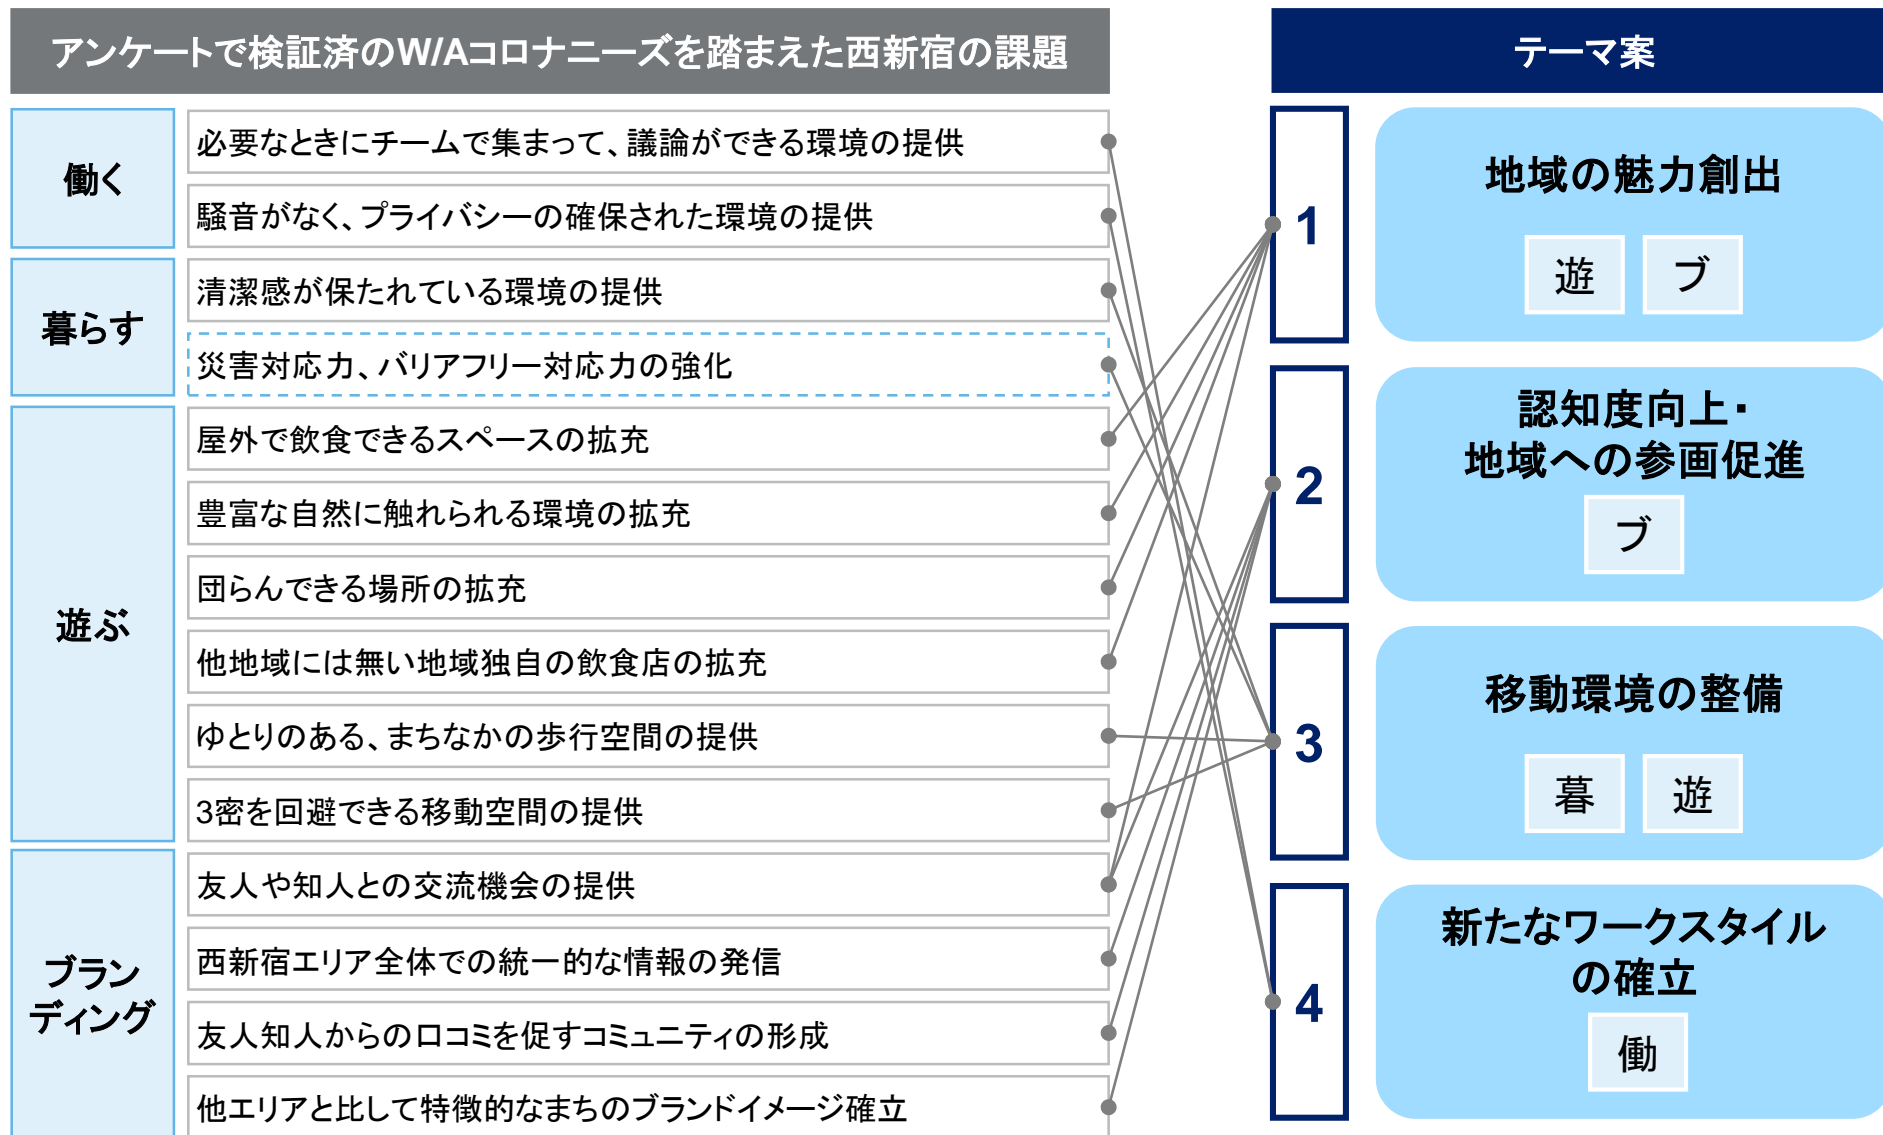 アンケートで検証済のW/Aコロナニーズを踏まえた西新宿の課題
働く
必要なときにチームで集まって、議論ができる環境の提供
騒音がなく、プライバシーの確保された環境の提供
暮らす
清潔感が保たれている環境の提供
災害対応力、バリアフリー対応力の強化
遊ぶ
屋外で飲食できるスペースの拡充
豊富な自然に触れられる環境の拡充
団らんできる場所の拡充
他地域には無い地域独自の飲食店の拡充
ゆとりのある、まちなかの歩行空間の提供
3密を回避できる移動空間の提供
ブラン
ディング
友人や知人との交流機会の提供
西新宿エリア全体での統一的な情報の発信
友人知人からの口コミを促すコミュニティの形成
他エリアと比して特徴的なまちのブランドイメージ確立
テーマ案
1
地域の魅力創出
遊 ブ
2
認知度向上・
地域への参画促進
ブ
3
移動環境の整備
暮 遊
4
新たなワークスタイル
の確立
働